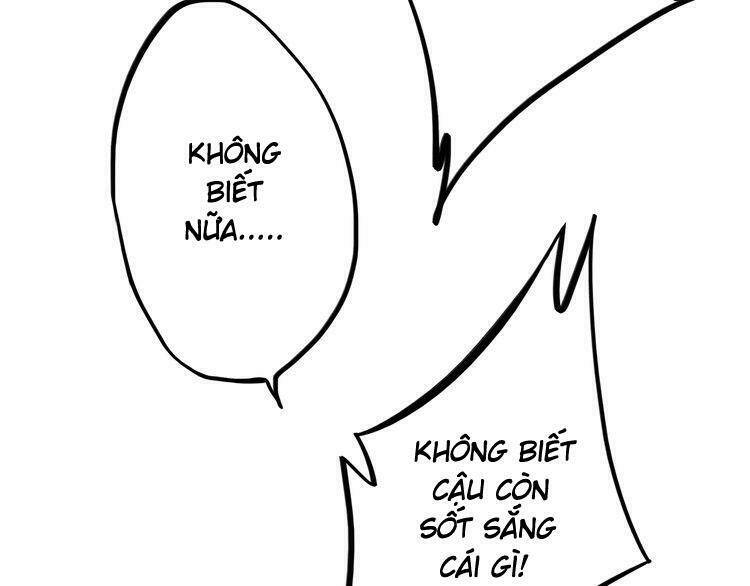 KHÔNG
BIẾT
NỮA.....
KHÔNG BIẾT
CẬU CÒN
SỐT SẮNG
CÁI GÌ!